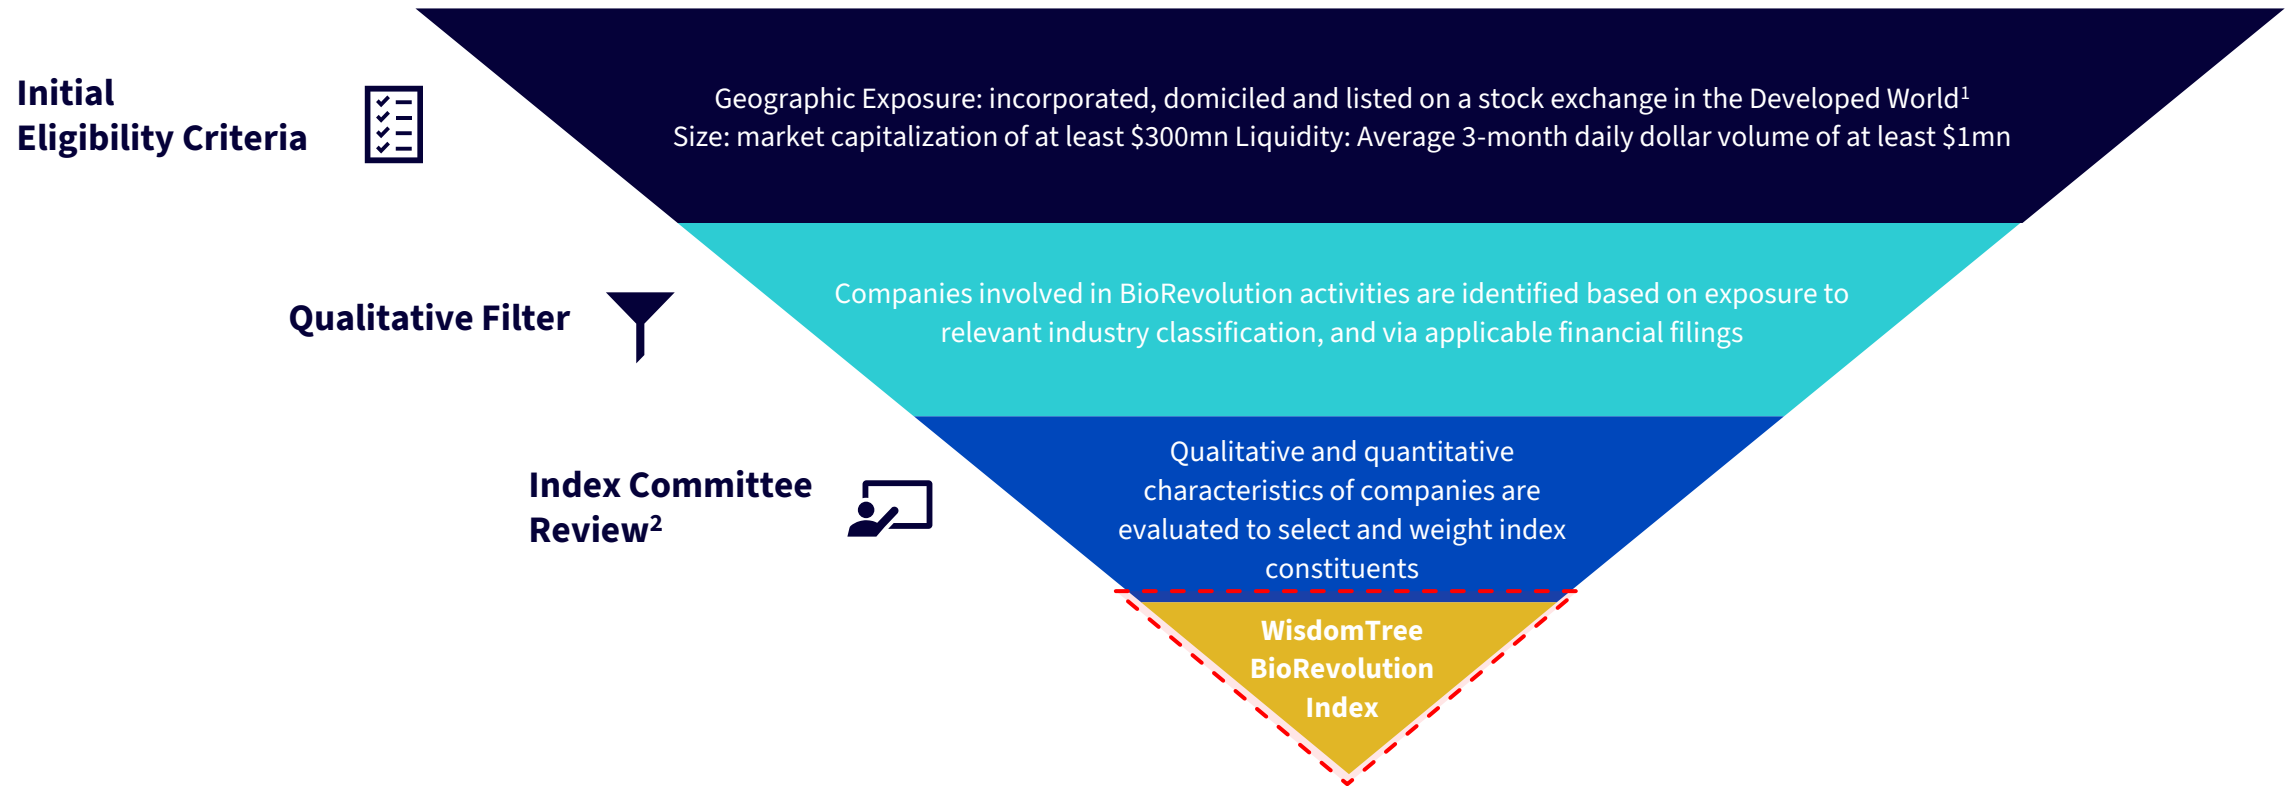 Initial
Eligibility Criteria
Geographic Exposure: incorporated, domiciled and listed on a stock exchange in the Developed World¹
Size: market capitalization of at least $300mn Liquidity: Average 3-month daily dollar volume of at least $1mn
Qualitative Filter
Companies involved in BioRevolution activities are identified based on exposure to
relevant industry classification, and via applicable financial filings
Index Committee
Review²
Qualitative and quantitative
characteristics of companies are
evaluated to select and weight index
constituents
WisdomTree
BioRevolution
Index